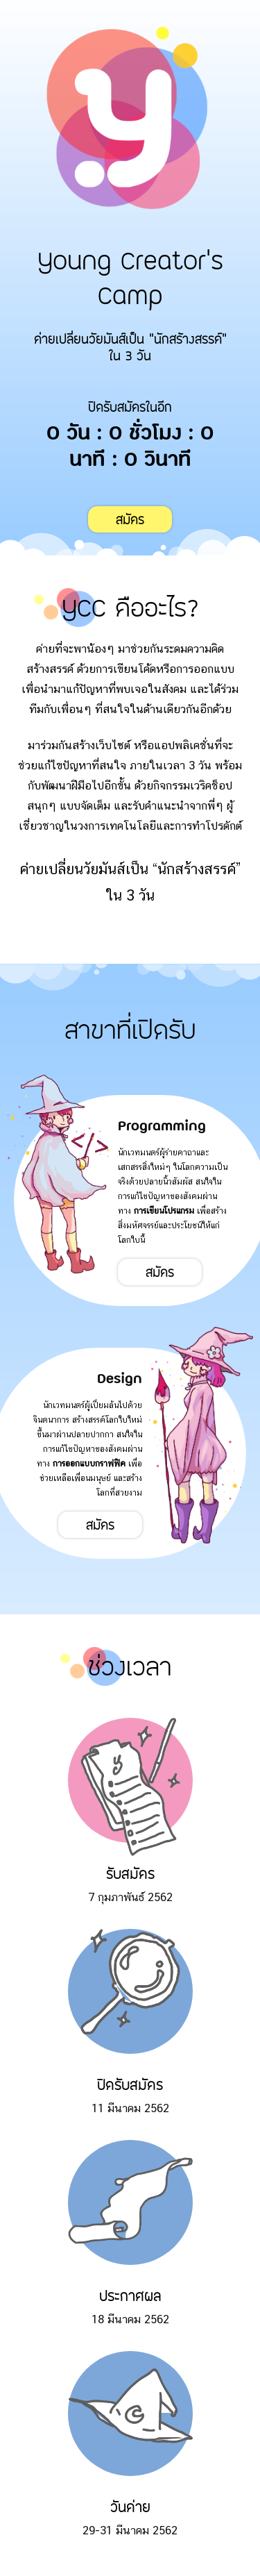 y
Young Creator's
Camp
ค่ายเปลี่ยนวัยมันส์เป็น "นักสร้างสรรค์"
ใน 3 วัน
ปิดรับสมัครในอีก
0 วัน : 0 ชั่วโมง : 0
นาที : 0 วินาที
สมัคร
YCC คืออะไร?
ค่ายที่จะพาน้องๆ มาช่วยกันระดมความคิด
สร้างสรรค์ ด้วยการเขียนโค้ดหรือการออกแบบ
เพื่อนำมาแก้ปัญหาที่พบเจอในสังคม และได้ร่วม
ทีมกับเพื่อนๆ ที่สนใจในด้านเดียวกันอีกด้วย
มาร่วมกันสร้างเว็บไซต์ หรือแอปพลิเคชั่นที่จะ
ช่วยแก้ไขปัญหาที่สนใจ ภายในเวลา 3 วัน พร้อม
กับพัฒนาฝีมือไปอีกขั้น ด้วยกิจกรรมเวิร์คช็อป
สนุกๆ แบบจัดเต็ม และรับคำแนะนำจากพี่ๆ ผู้
เชี่ยวชาญในวงการเทคโนโลยีและการทำโปรดักต์
ค่ายเปลี่ยนวัยมันส์เป็น “นักสร้างสรรค์”
ใน 3 วัน
สาขาที่เปิดรับ
Programming
นักเวทมนตร์ผู้ร่ายคาถาและ
เสกสรรสิ่งใหม่ๆ ในโลกความเป็น
จริงด้วยปลายนิ้วสัมผัส สนใจใน
การแก้ไขปัญหาของสังคมผ่าน
ทาง การเขียนโปรแกรม เพื่อสร้าง
สิ่งมหัศจรรย์และประโยชน์ให้แก่
โลกใบนี้
</>
สมัคร
Design
นักเวทมนตร์ผู้เปี่ยมล้นไปด้วย
จินตนาการ สร้างสรรค์โลกใบใหม่
ขึ้นมาผ่านปลายปากกา สนใจใน
การแก้ไขปัญหาของสังคมผ่าน
ทาง การออกแบบกราฟฟิค เพื่อ
ช่วยเหลือเพื่อนมนุษย์ และสร้าง
โลกที่สวยงาม
สมัคร
ช่วงเวลา
y
รับสมัคร
7 กุมภาพันธ์ 2562
ปิดรับสมัคร
11 มีนาคม 2562
ประกาศผล
18 มีนาคม 2562
วันค่าย
29-31 มีนาคม 2562